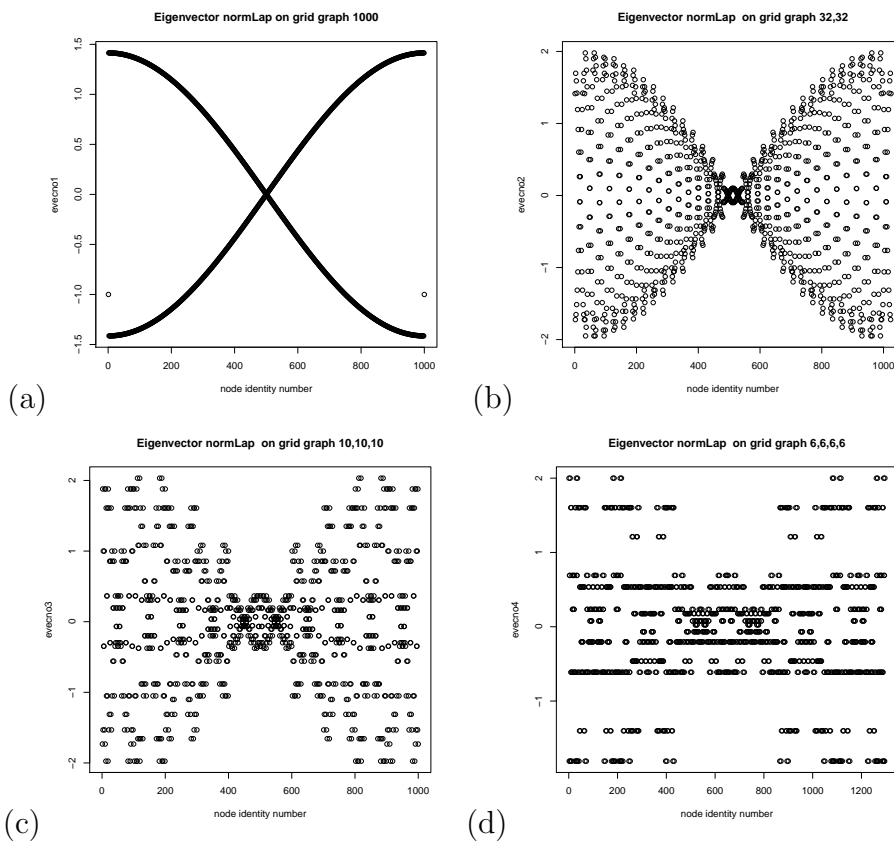 Eigenvector normLap on grid graph 1000
evecno1
1.5
1.0
0.5
0.0
−0.5
−1.0
−1.5
0 200 400 600 800 1000
node identity number
(a)
Eigenvector normLap on grid graph 32,32
evecno2
2
1
0
−1
−2
0 200 400 600 800 1000
node identity number
(b)
Eigenvector normLap on grid graph 10,10,10
evecno3
2
1
0
−1
−2
0 200 400 600 800 1000
node identity number
(c)
Eigenvector normLap on grid graph 6,6,6,6
evecno4
2
1
0
−1
0 200 400 600 800 1000 1200
node identity number
(d)